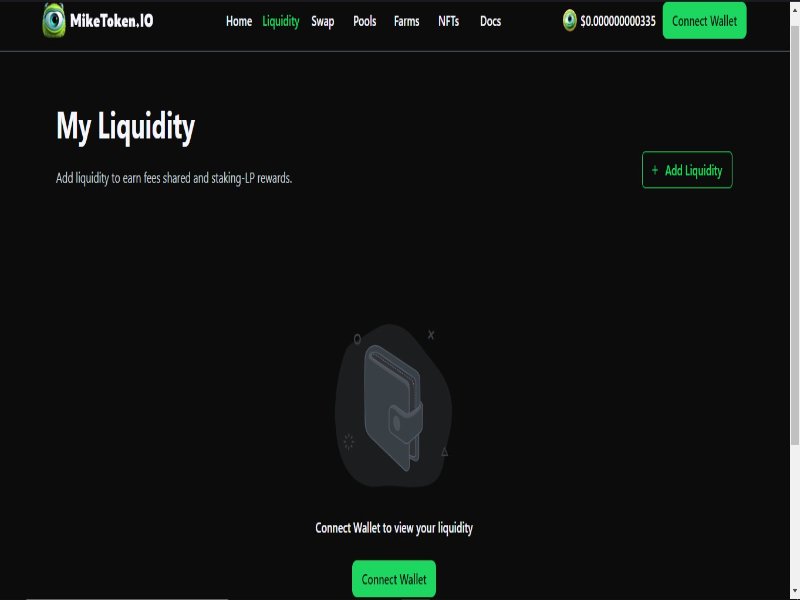 MikeToken.IO Home Liquidity Swap Pools Farms NFTs Docs $0.000000000335 Connect Wallet
My Liquidity
Add liquidity to earn fees shared and staking-LP rewards.
+ Add Liquidity
Connect Wallet to view your liquidity
Connect Wallet